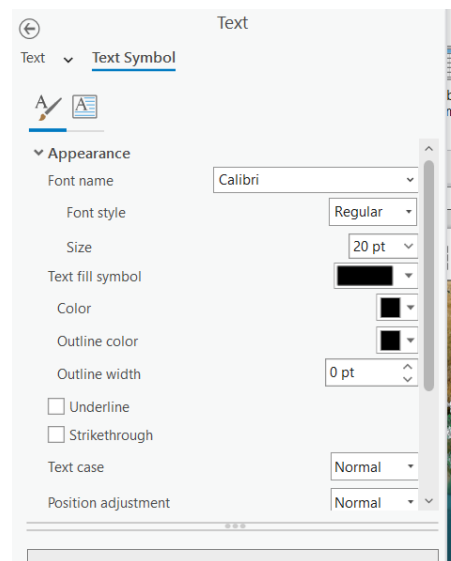 Text
Text Text Symbol
Appearance
Font name Calibri
Font style Regular
Size 20 pt
Text fill symbol
Color
Outline color
Outline width 0 pt
Underline
Strikethrough
Text case Normal
Position adjustment Normal